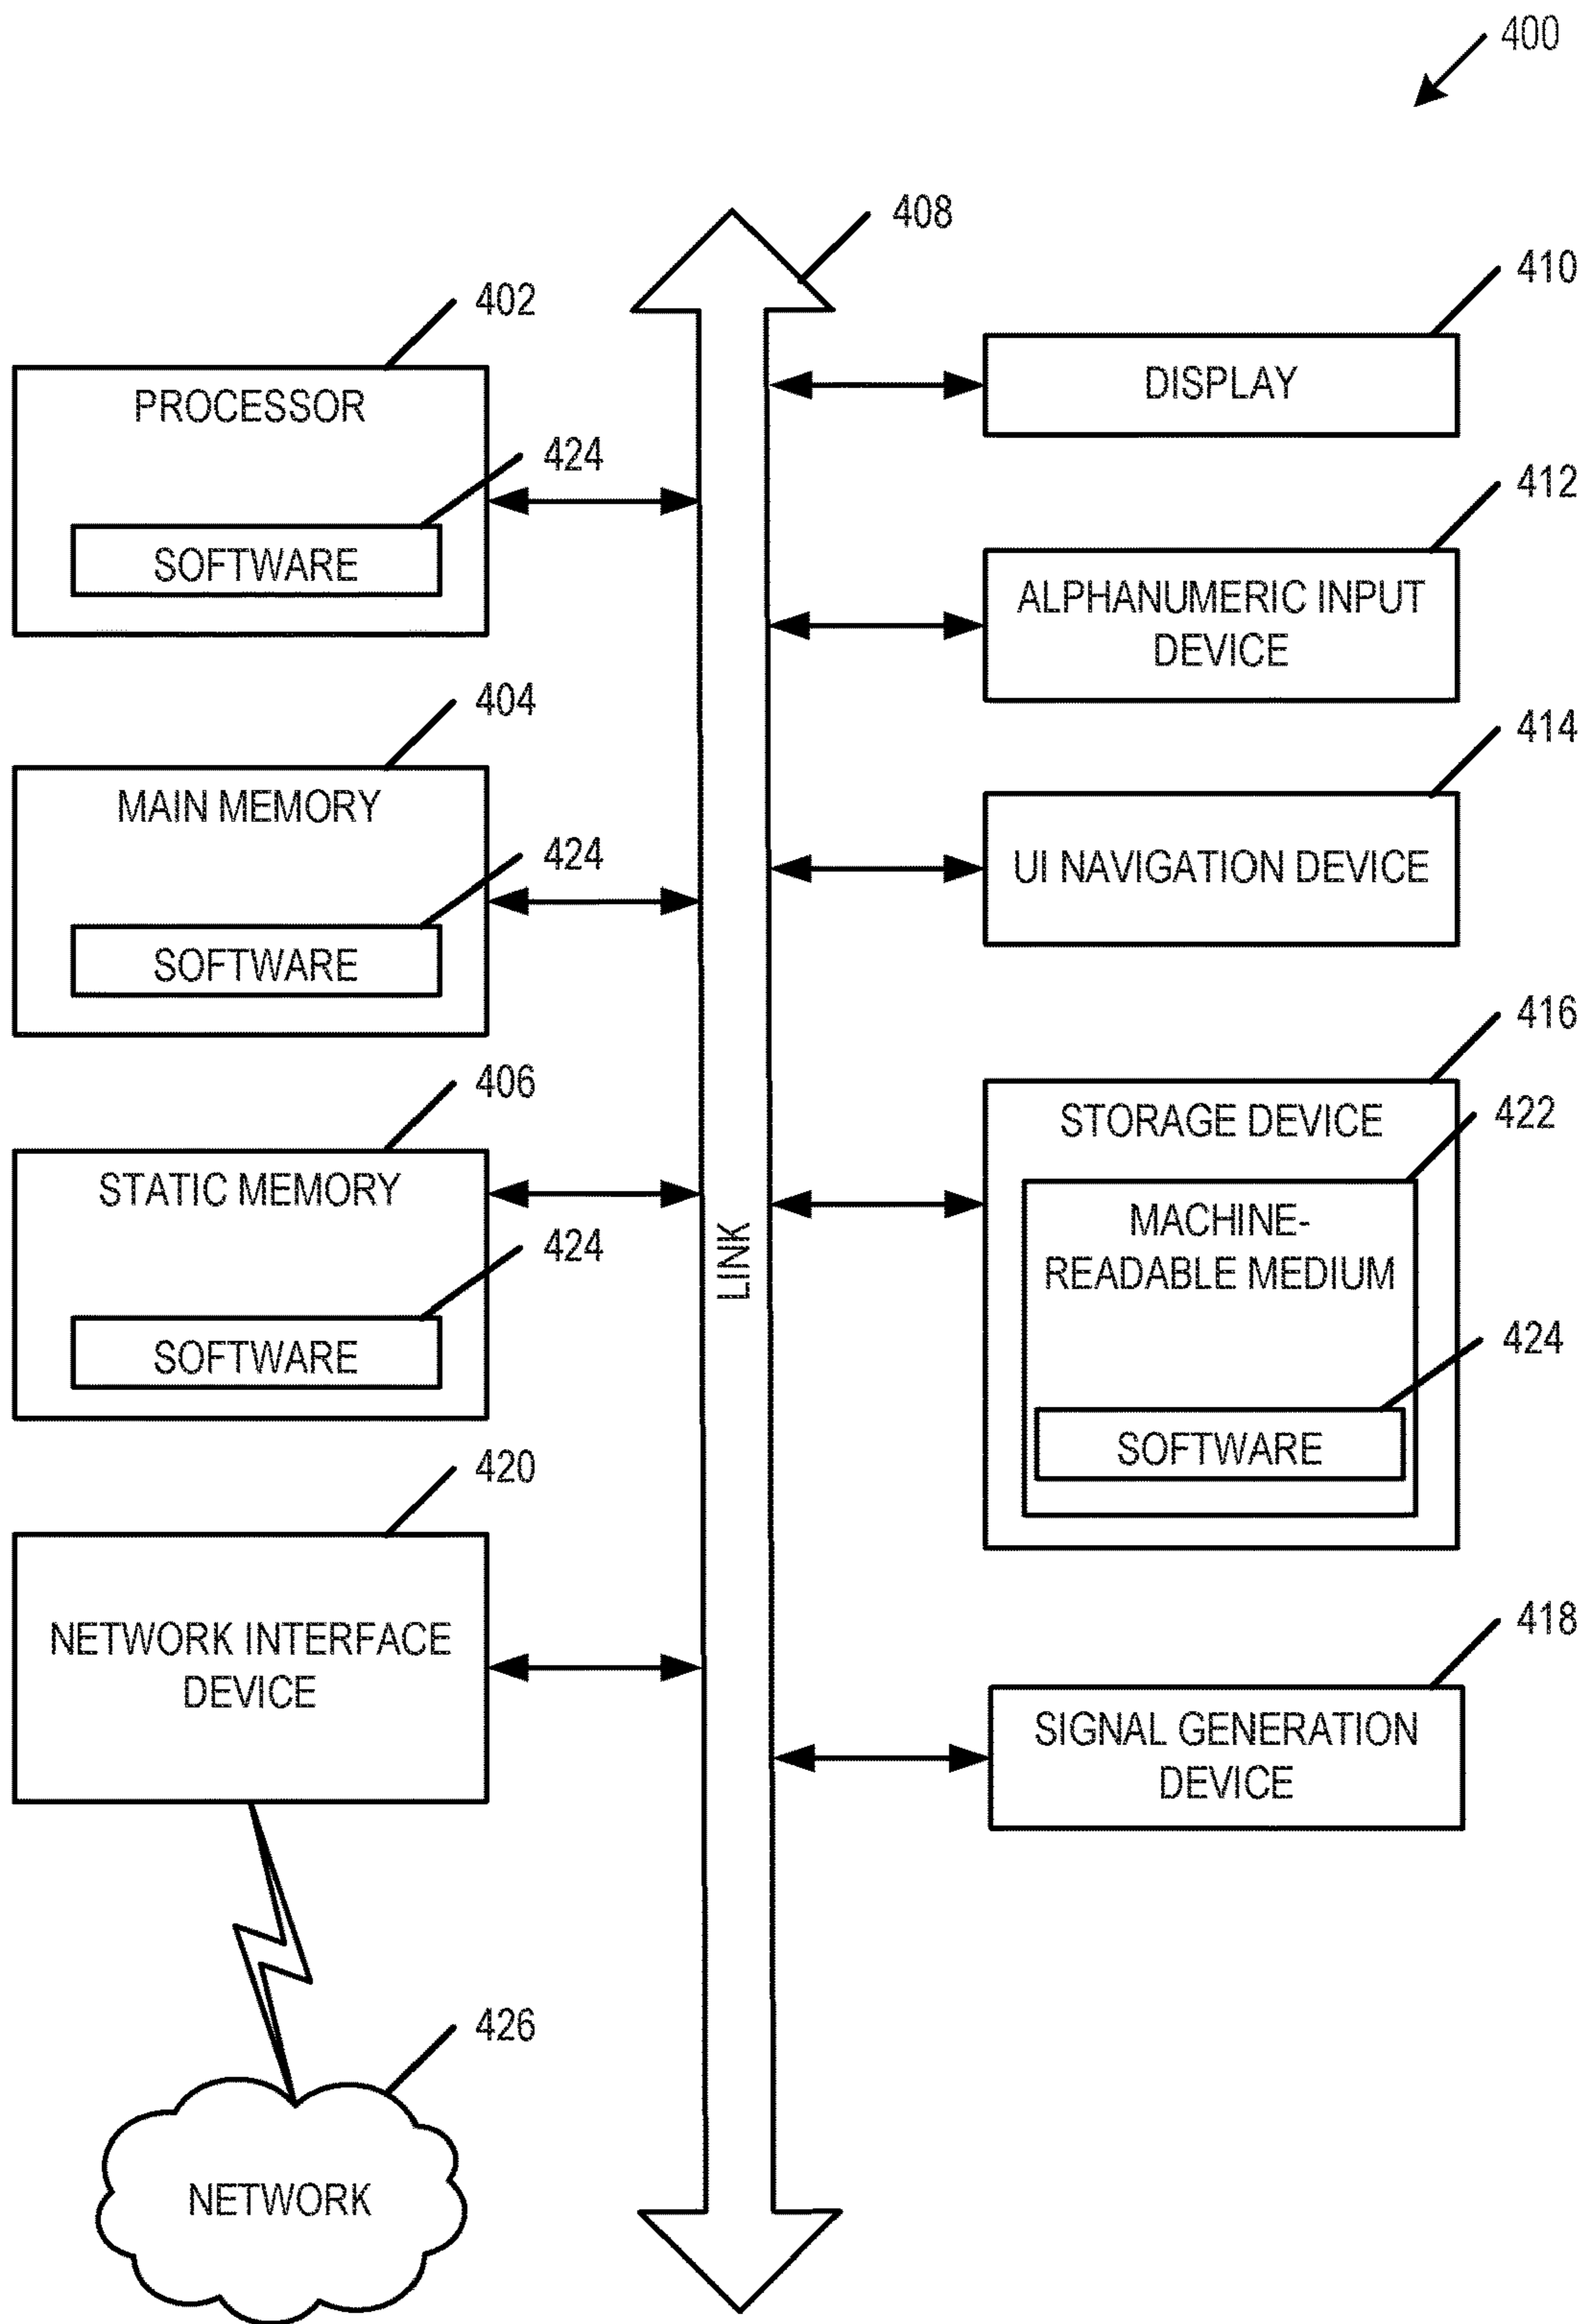 400
408
402
PROCESSOR
424
SOFTWARE
404
MAIN MEMORY
424
SOFTWARE
406
STATIC MEMORY
424
SOFTWARE
420
NETWORK INTERFACE
DEVICE
426
NETWORK
LINK
410
DISPLAY
412
ALPHANUMERIC INPUT
DEVICE
414
UI NAVIGATION DEVICE
416
STORAGE DEVICE
422
MACHINE-
READABLE MEDIUM
424
SOFTWARE
418
SIGNAL GENERATION
DEVICE